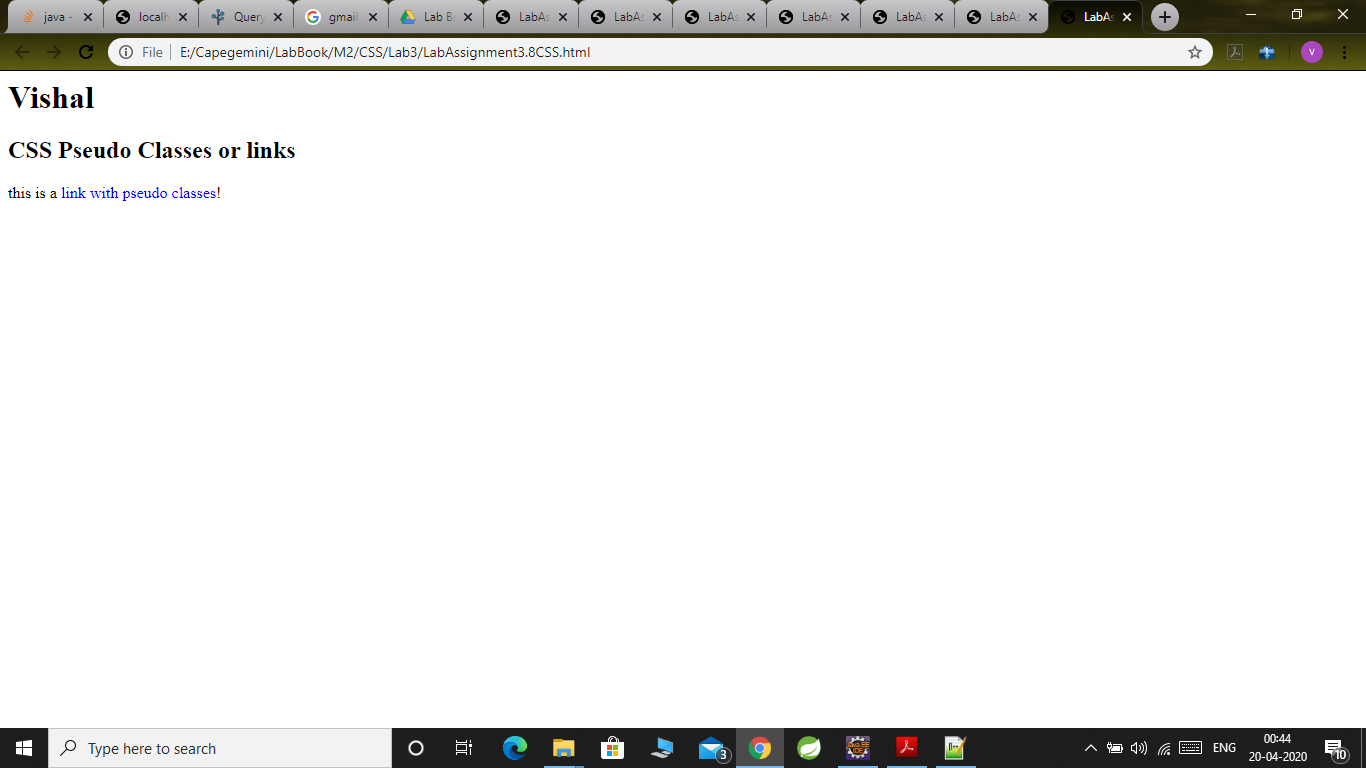 java -
localh
Query
gmail
Lab B
LabAs
LabAs
LabAs
LabAs
LabAs
LabAs
LabAs
File
E:/Capegemini/LabBook/M2/CSS/Lab3/LabAssignment3.8CSS.html
v
Vishal
CSS Pseudo Classes or links
this is a link with pseudo classes!
Type here to search
3
ENG
00:44
20-04-2020
10